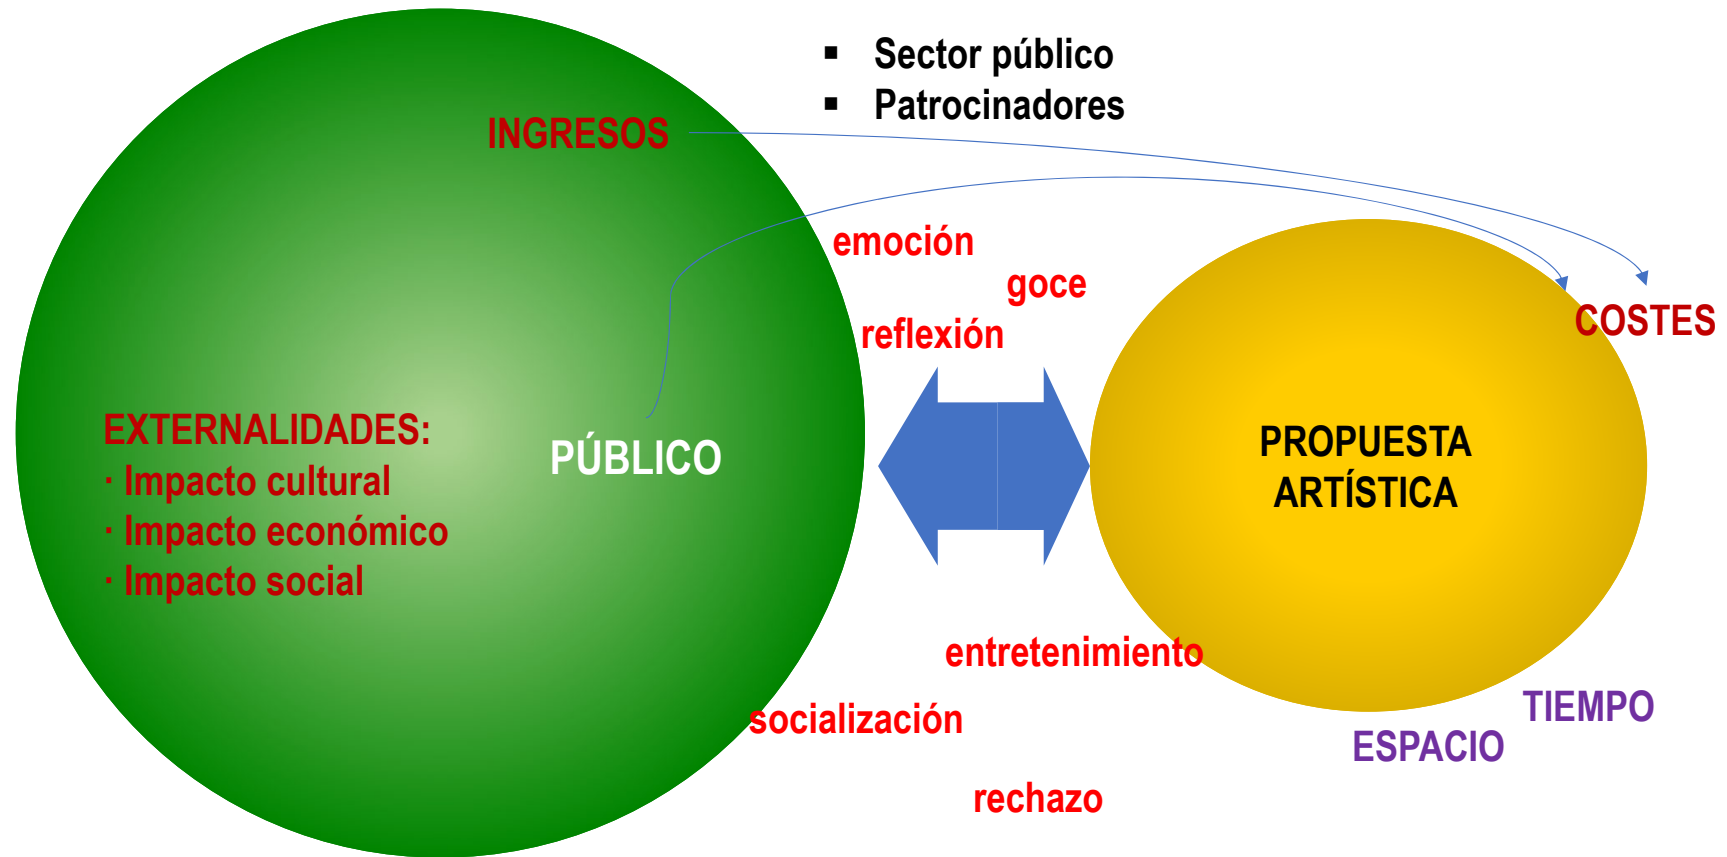 ▪ Sector público
▪ Patrocinadores
INGRESOS
emoción
goce
reflexión
COSTES
EXTERNALIDADES:
· Impacto cultural
· Impacto económico
· Impacto social
PÚBLICO
PROPUESTA
ARTÍSTICA
entretenimiento
socialización
rechazo
TIEMPO
ESPACIO